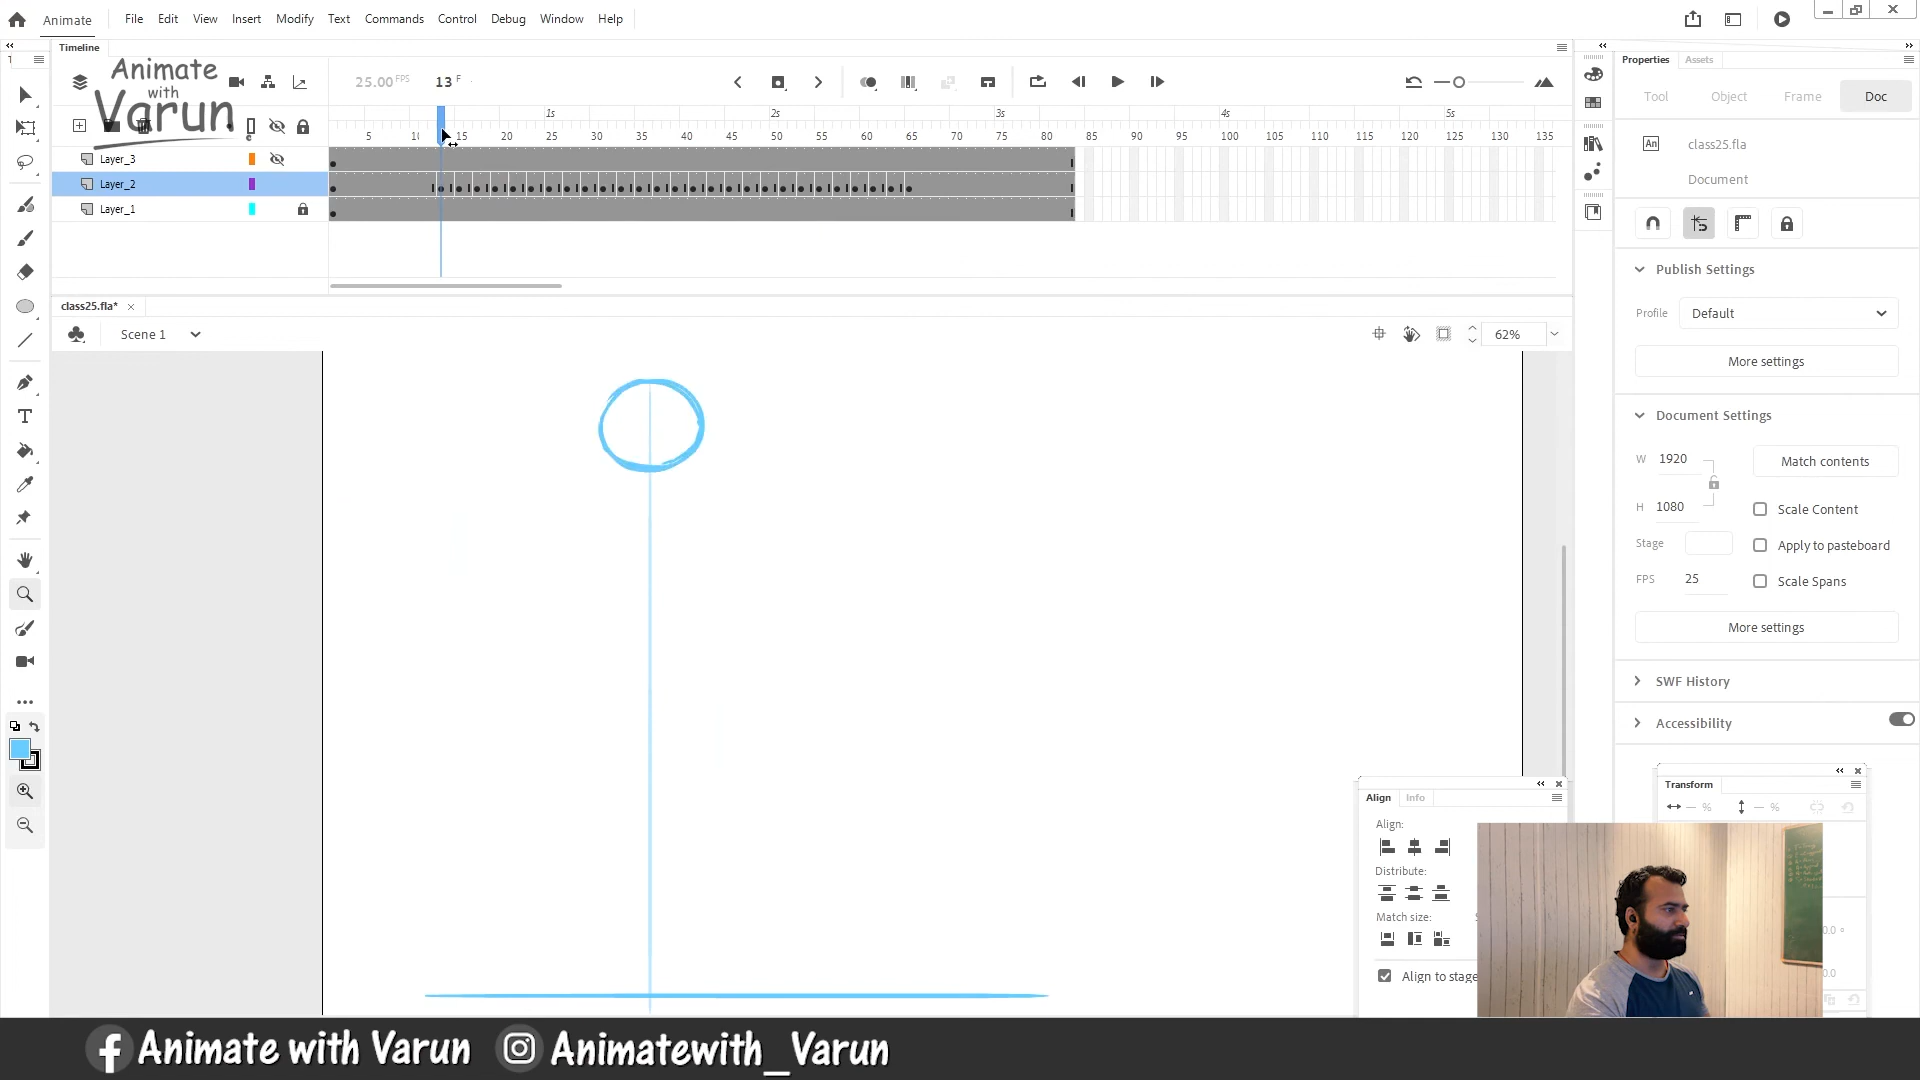 Animate
File Edit View Insert Modify Text Commands Control Debug Window Help
Timeline
Animate
with
Varun
25.00 FPS 13 F
1s 2s 3s 4s 5s
5 10 15 20 25 30 35 40 45 50 55 60 65 70 75 80 85 90 95 100 105 110 115 120 125 130 135
Layer_3
Layer_2
Layer_1
class25.fla*
Scene 1
62%
Properties Assets
Tool Object Frame Doc
An class25.fla
Document
Publish Settings
Profile Default
More settings
Document Settings
W 1920 Match contents
H 1080 Scale Content
Stage Apply to pasteboard
FPS 25 Scale Spans
More settings
SWF History
Accessibility
Transform
% %
Align Info
Align:
Distribute:
Match size:
Align to stage
Animate with Varun Animatewith_Varun